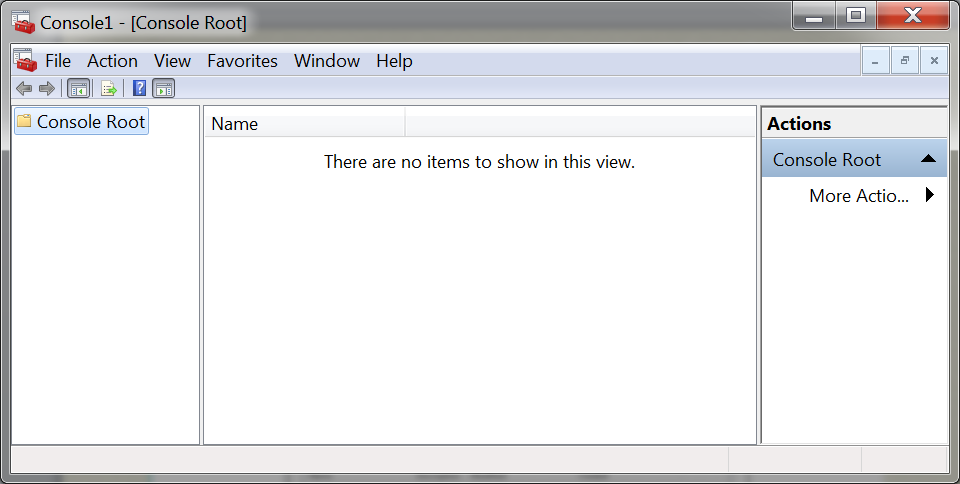 Console1 - [Console Root]
File Action View Favorites Window Help
Console Root
Name
There are no items to show in this view.
Actions
Console Root
More Actio...